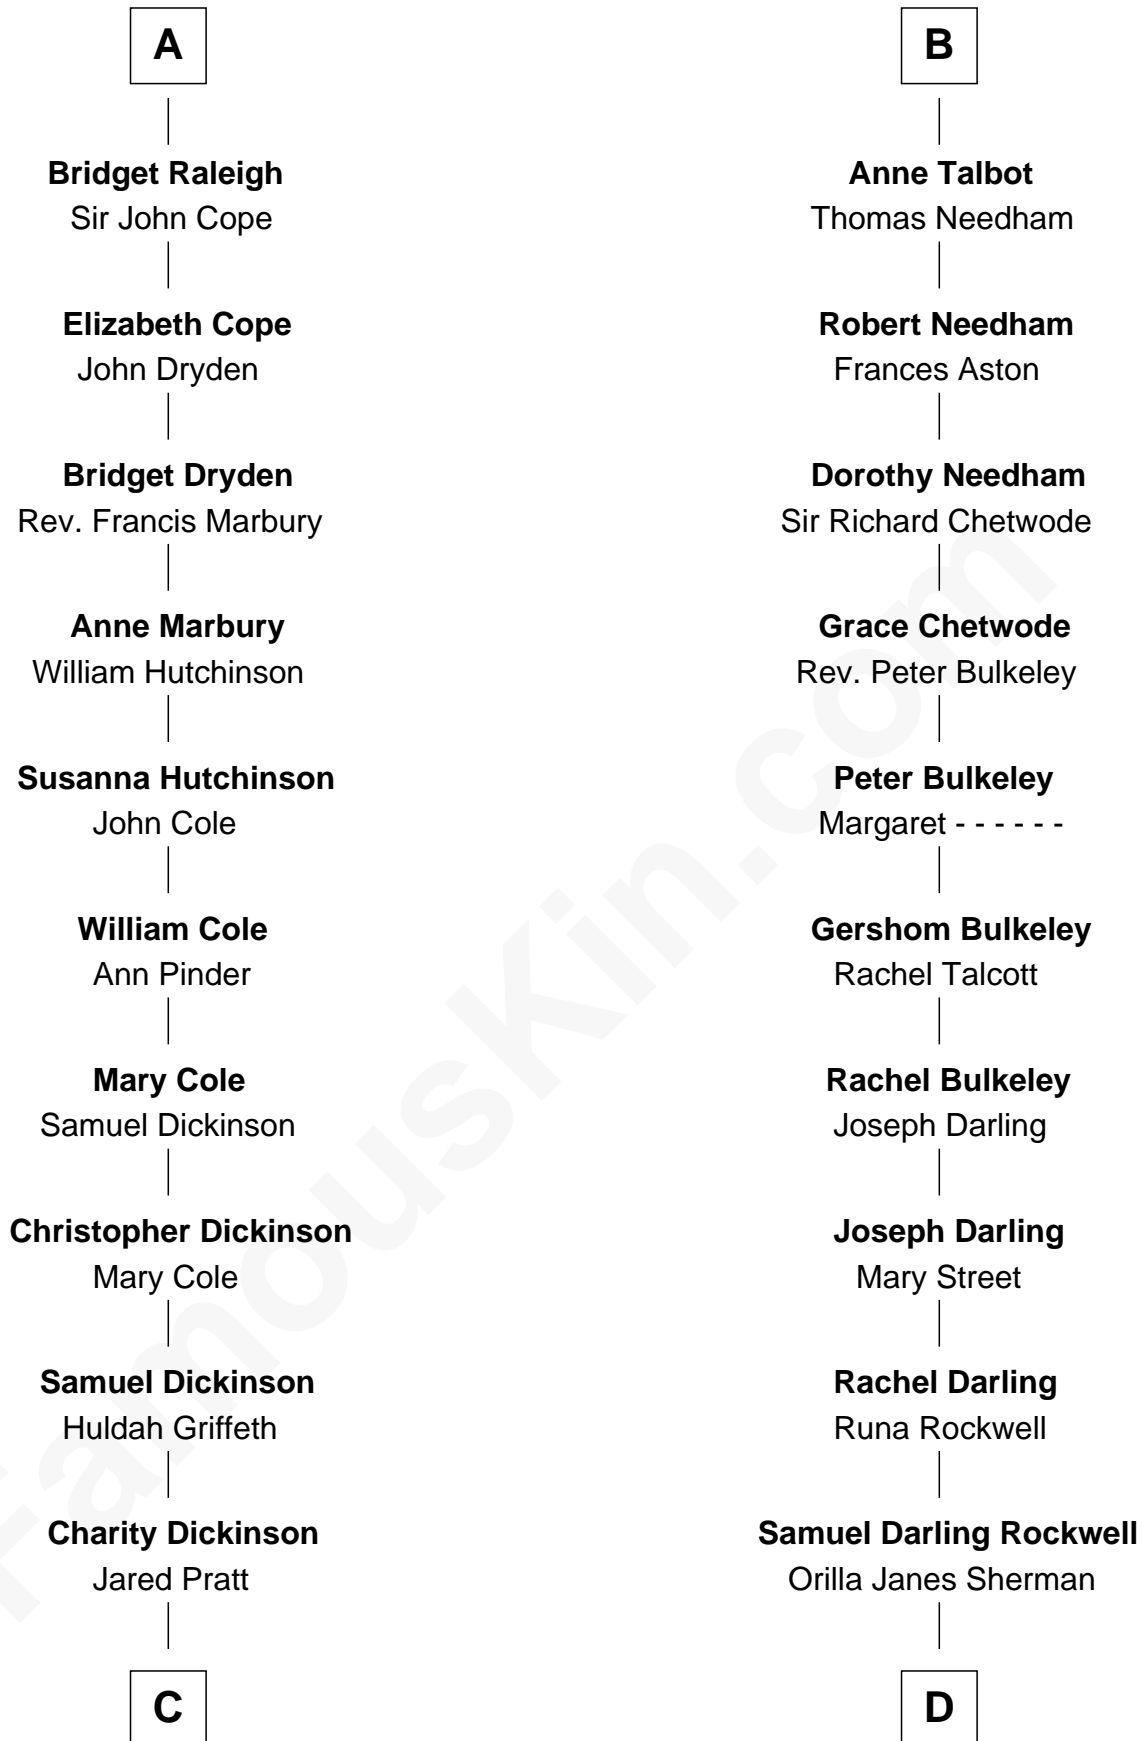 A
Bridget Raleigh
Sir John Cope
Elizabeth Cope
John Dryden
Bridget Dryden
Rev. Francis Marbury
Anne Marbury
William Hutchinson
Susanna Hutchinson
John Cole
William Cole
Ann Pinder
Mary Cole
Samuel Dickinson
Christopher Dickinson
Mary Cole
Samuel Dickinson
Huldah Griffeth
Charity Dickinson
Jared Pratt
C
B
Anne Talbot
Thomas Needham
Robert Needham
Frances Aston
Dorothy Needham
Sir Richard Chetwode
Grace Chetwode
Rev. Peter Bulkeley
Peter Bulkeley
Margaret - - - - - -
Gershom Bulkeley
Rachel Talcott
Rachel Bulkeley
Joseph Darling
Joseph Darling
Mary Street
Rachel Darling
Runa Rockwell
Samuel Darling Rockwell
Orilla Janes Sherman
D
FamousKin.com